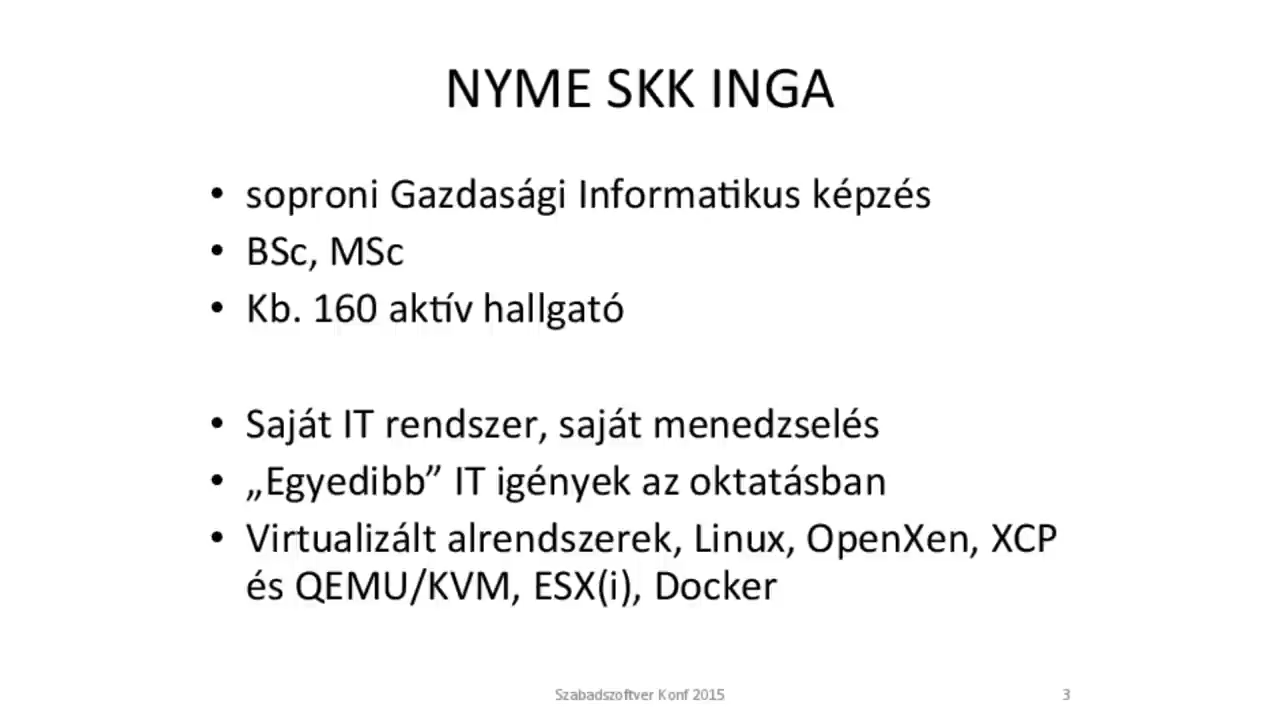 NYME SKK INGA
• soproni Gazdasági Informatikus képzés
• BSc, MSc
• Kb. 160 aktív hallgató
• Saját IT rendszer, saját menedzselés
• „Egyedibb” IT igények az oktatásban
• Virtualizált alrendszerek, Linux, OpenXen, XCP
és QEMU/KVM, ESX(i), Docker
Szabadszoftver Konf 2015
3